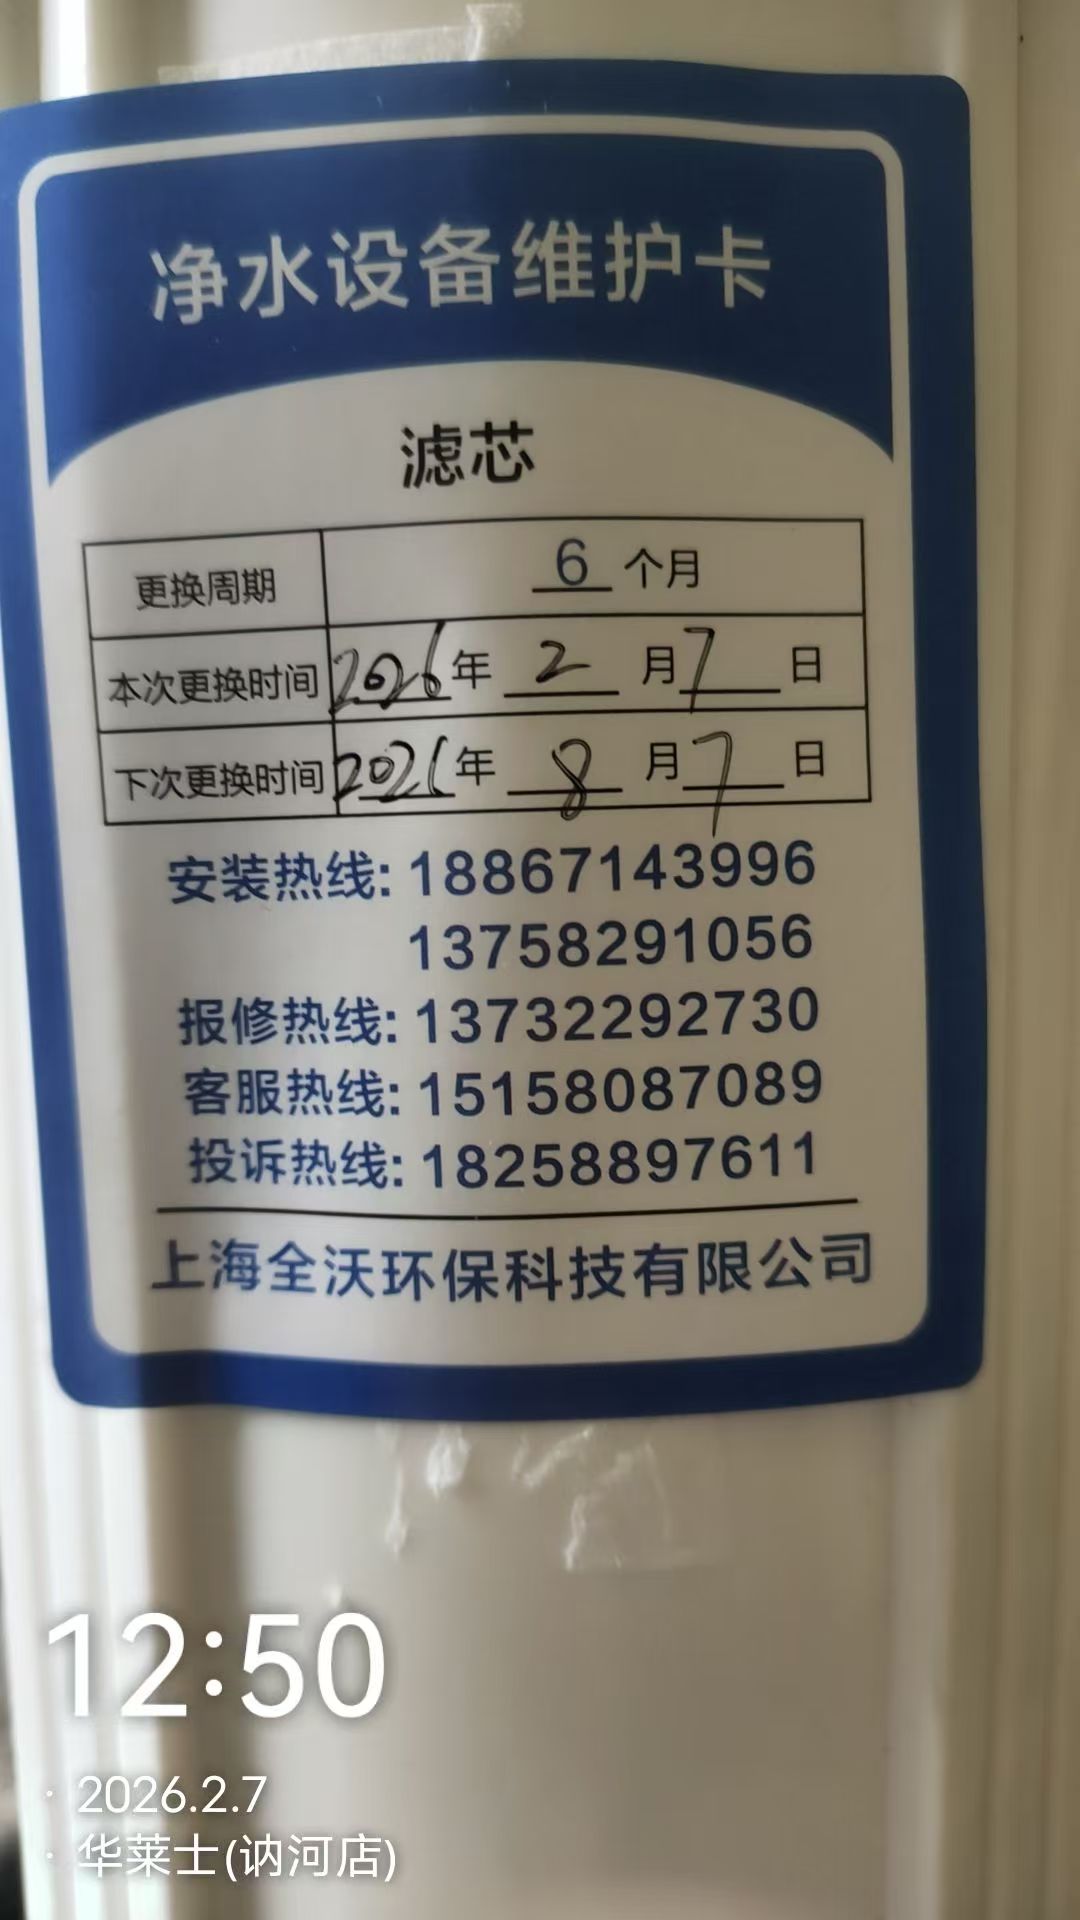 净水设备维护卡
滤芯
更换周期 6 个月
本次更换时间 2026年 2 月 7 日
下次更换时间 2026年 8 月 7 日
安装热线: 18867143996
13758291056
报修热线: 13732292730
客服热线: 15158087089
投诉热线: 18258897611
上海全沃环保科技有限公司
12:50
· 2026.2.7
· 华莱士(讷河店)